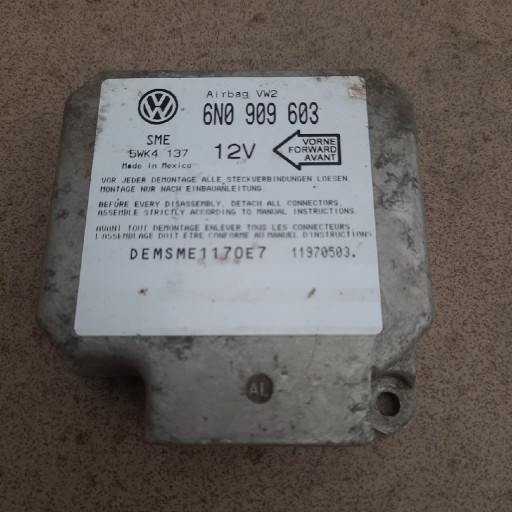 Airbag VW2
6N0 909 603
SME
5WK4 137
Made in Mexico
12V
VORNE
FORWARD
AVANT
VOR JEDER DEMONTAGE ALLE STECKVERBINDUNGEN LOESEN
MONTAGE NUR NACH EINBAUANLEITUNG.
BEFORE EVERY DISASSEMBLY, DETACH ALL CONNECTORS.
ASSEMBLE STRICTLY ACCORDING TO MANUAL INSTRUCTIONS.
AVANT TOUT DEMONTAGE ENLEVER TOUS LES CONNECTEURS
L'ASSEMBLAGE DOIT ETRE CONFORME AU MANUEL D'INSTRUCTIONS
DEMSME1170E7 11970503.
AL